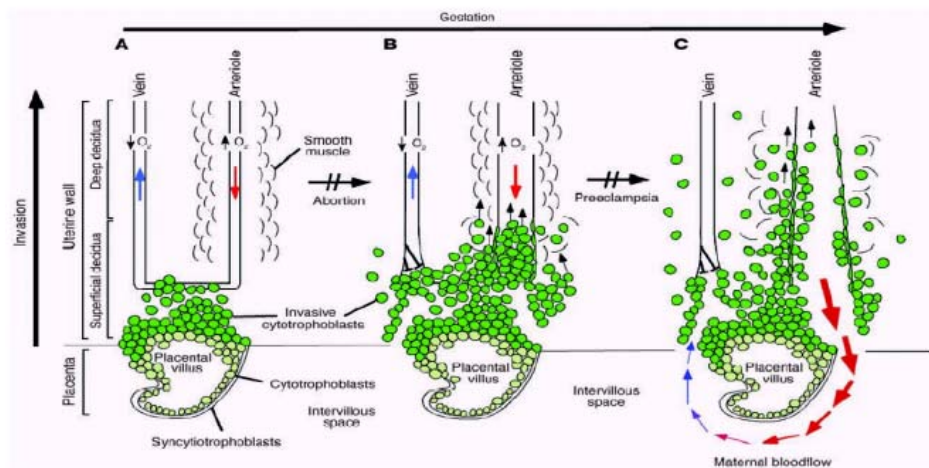 Gestation
A
B
C
Vein
Arteriole
Vein
Arteriole
Vein
Arteriole
Invasion
Uterine wall
Deep decidua
Superficial decidua
Placenta
O₂
O₂
Smooth
muscle
Abortion
O₂
O₂
Preeclampsia
Invasive
cytotrophoblasts
Placental
villus
Cytotrophoblasts
Intervillous
space
Syncytiotrophoblasts
Placental
villus
Intervillous
space
Placental
villus
Maternal bloodflow